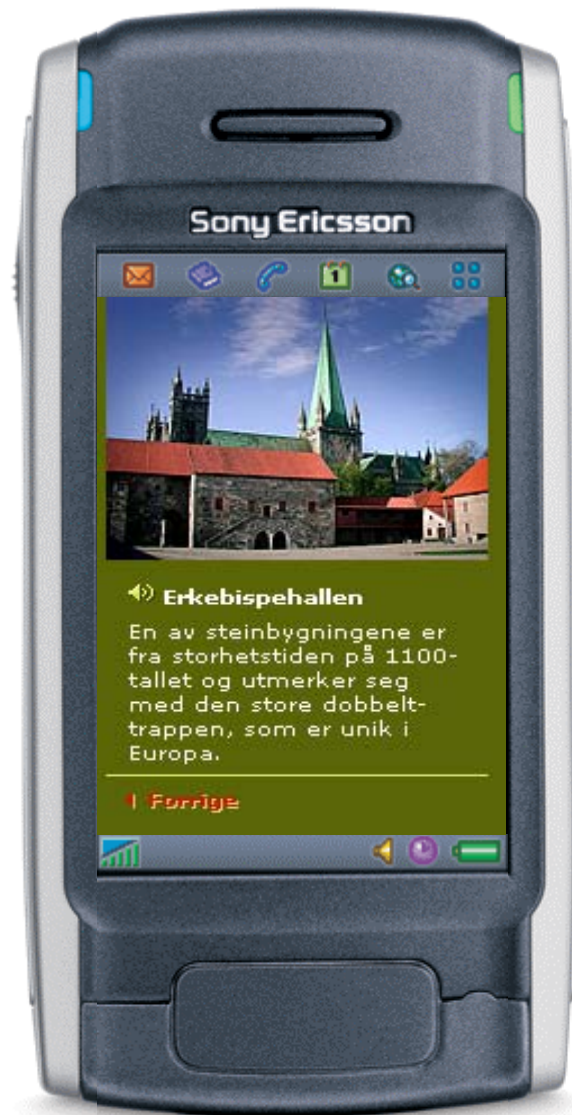 Sony Ericsson
1
Erkebispehallen
En av steinbygningene er
fra storhetstiden på 1100-
tallet og utmerker seg
med den store dobbelt-
trappen, som er unik i
Europa.
Forrige